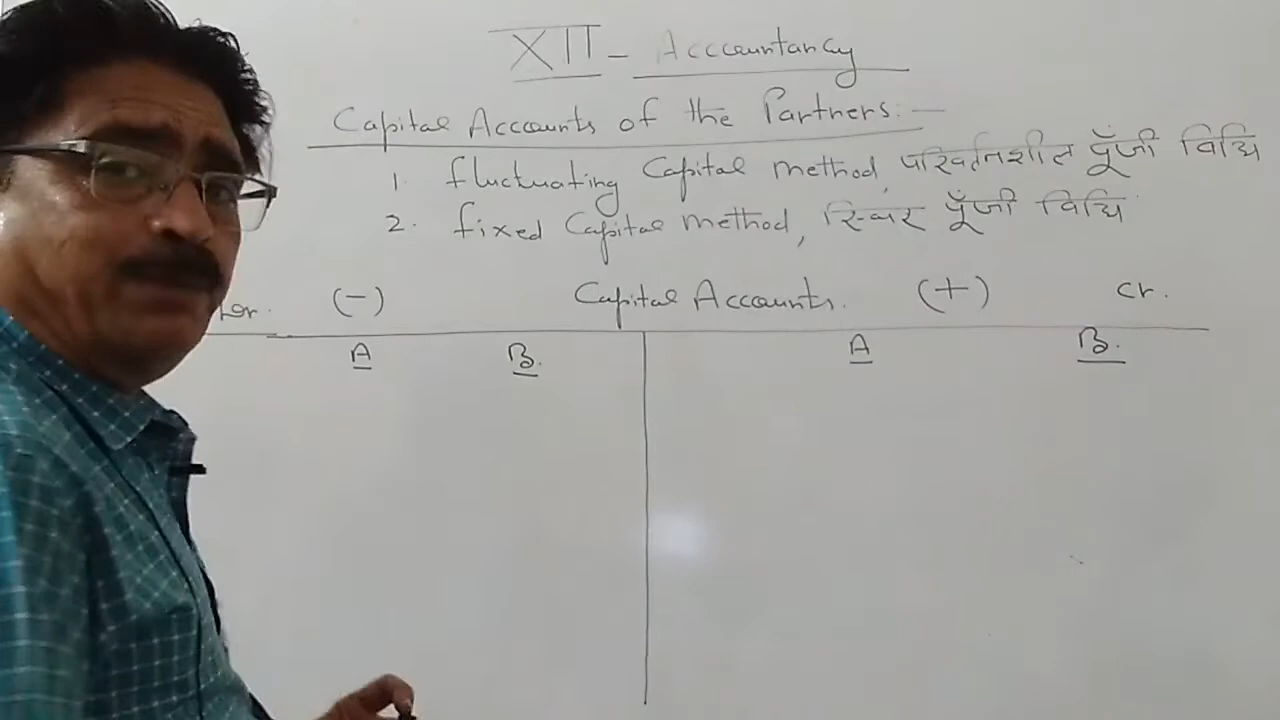 XII - Acccountancy
Capital Accounts of the Partners:-
1. fluctuating Capital method, परिवर्तनशील पूँजी विधि
2. fixed Capital method, स्थिर पूँजी विधि
Dr. (-) Capital Accounts. (+) Cr.
A B. A B.